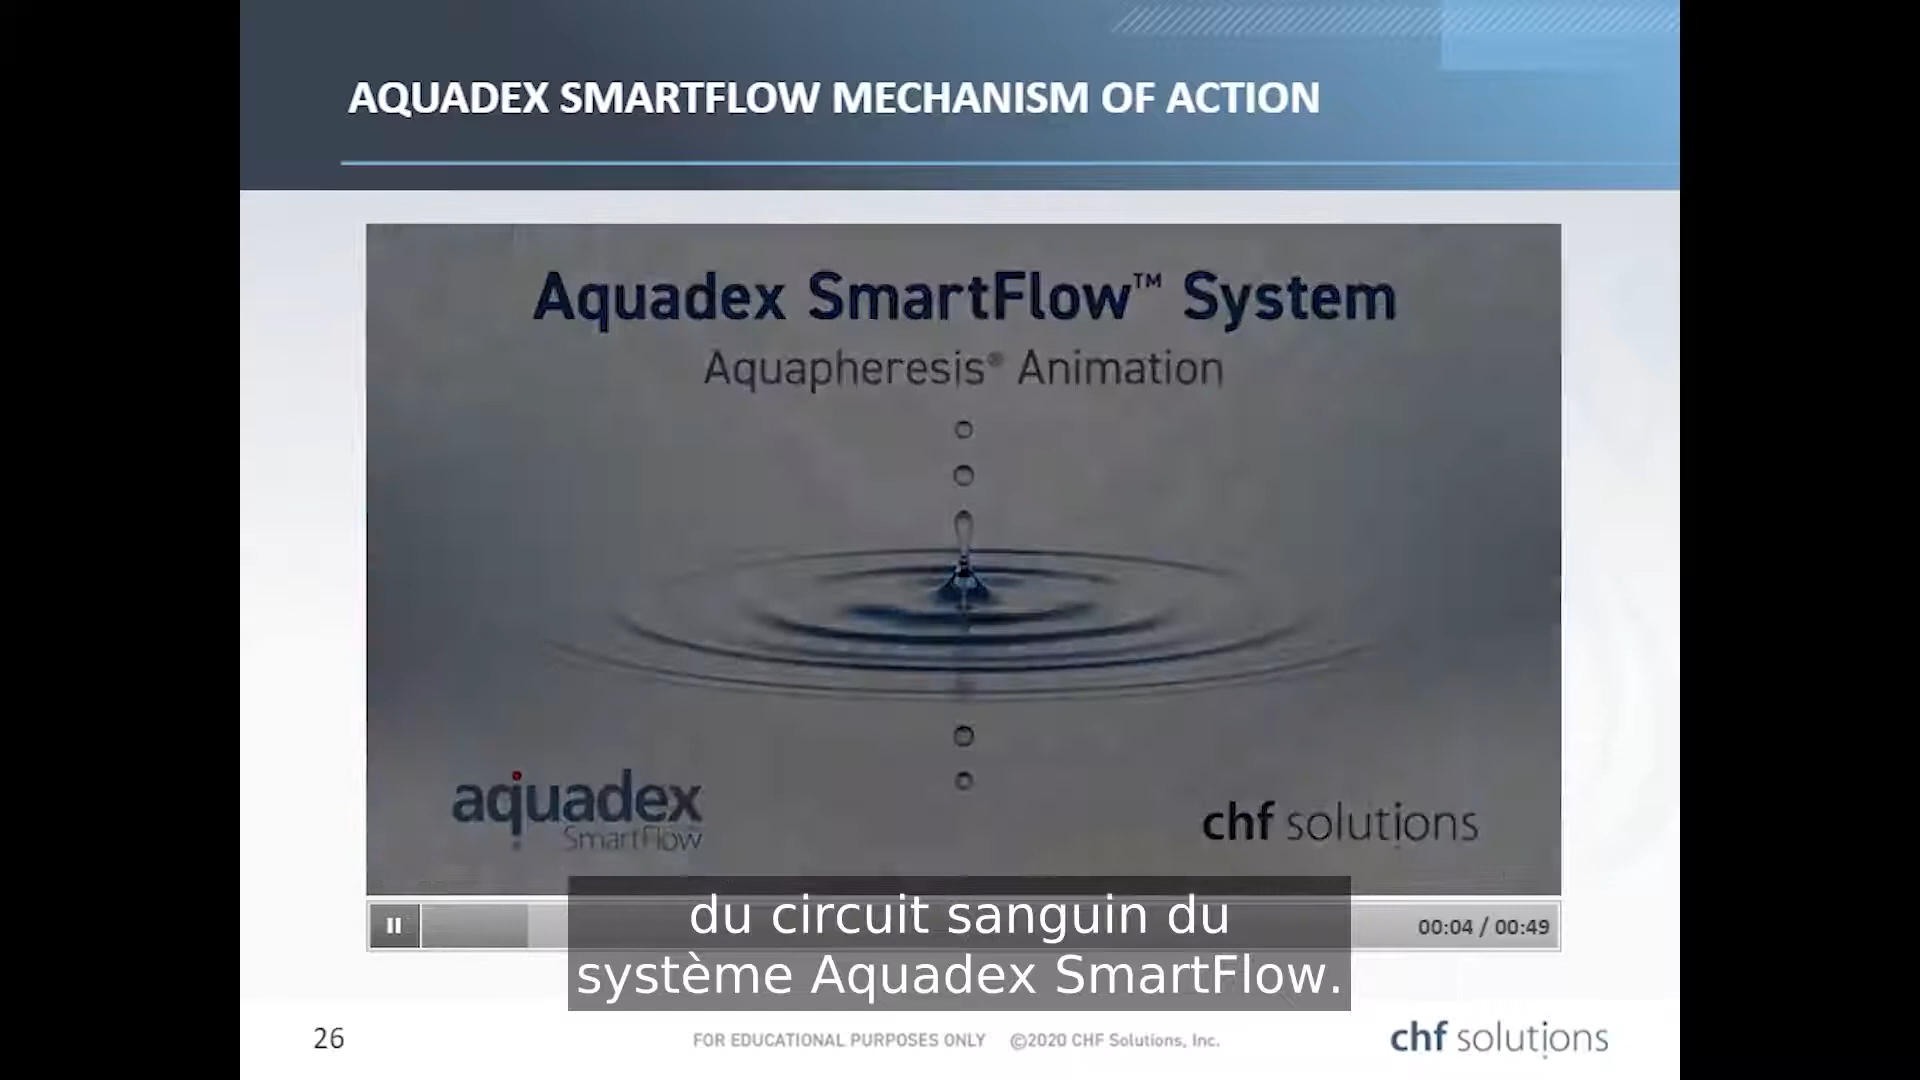 AQUADEX SMARTFLOW MECHANISM OF ACTION
Aquadex SmartFlow™ System
Aquapheresis® Animation
aquadex
SmartFlow
chf solutions
00:04 / 00:49
du circuit sanguin du
système Aquadex SmartFlow.
26
FOR EDUCATIONAL PURPOSES ONLY ©2020 CHF Solutions, Inc.
chf solutions